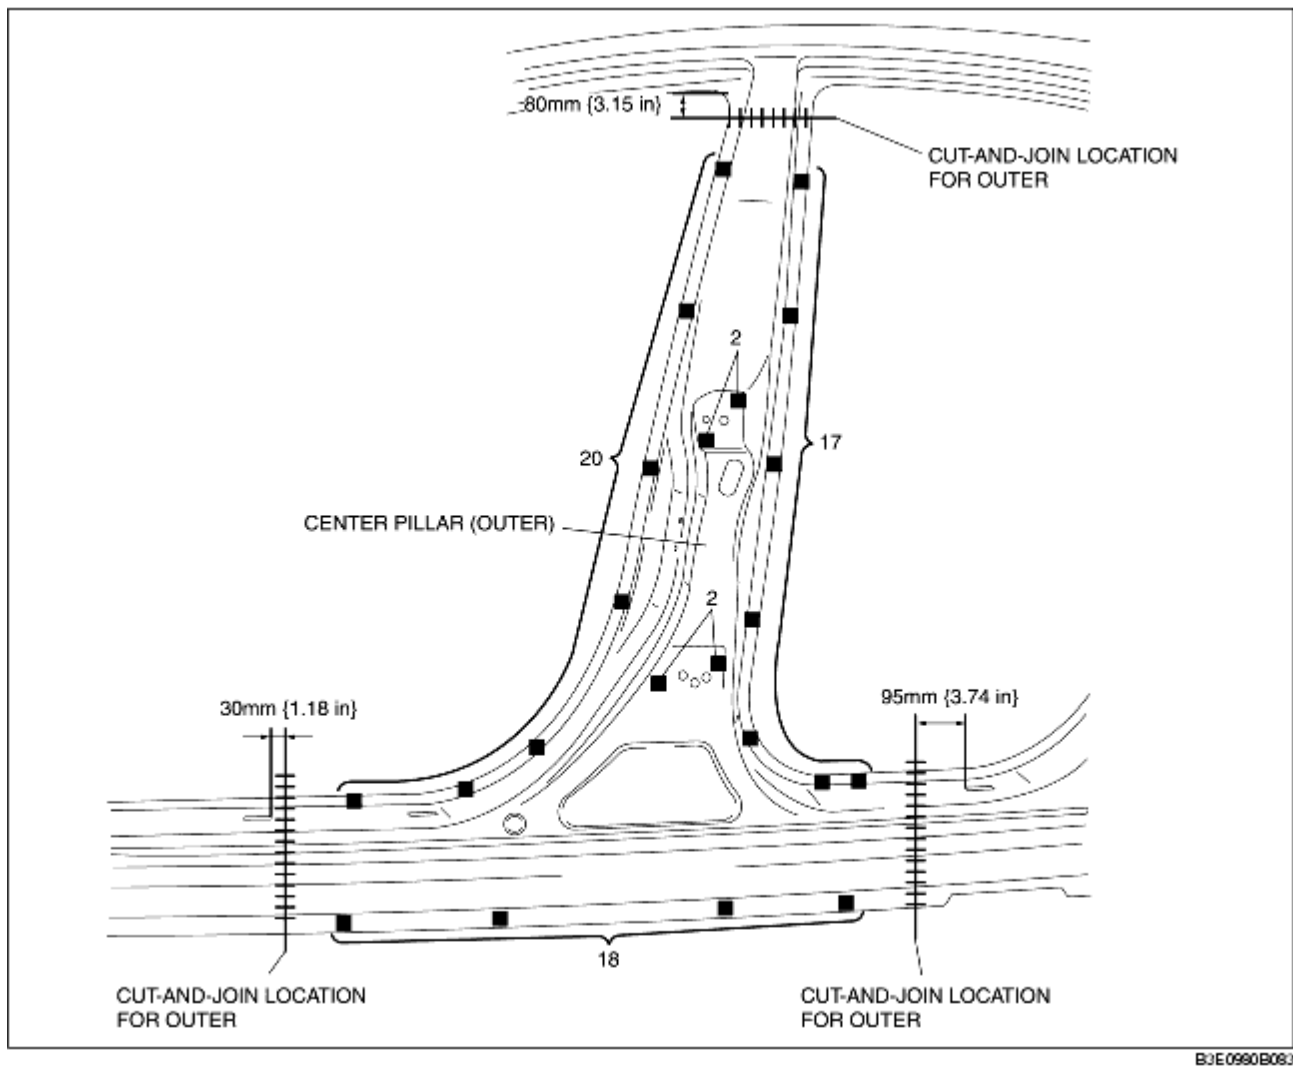 80mm {3.15 in}
CUT-AND-JOIN LOCATION
FOR OUTER
2
20
17
CENTER PILLAR (OUTER)
2
30mm {1.18 in}
95mm {3.74 in}
18
CUT-AND-JOIN LOCATION
FOR OUTER
CUT-AND-JOIN LOCATION
FOR OUTER
B3E0980B083